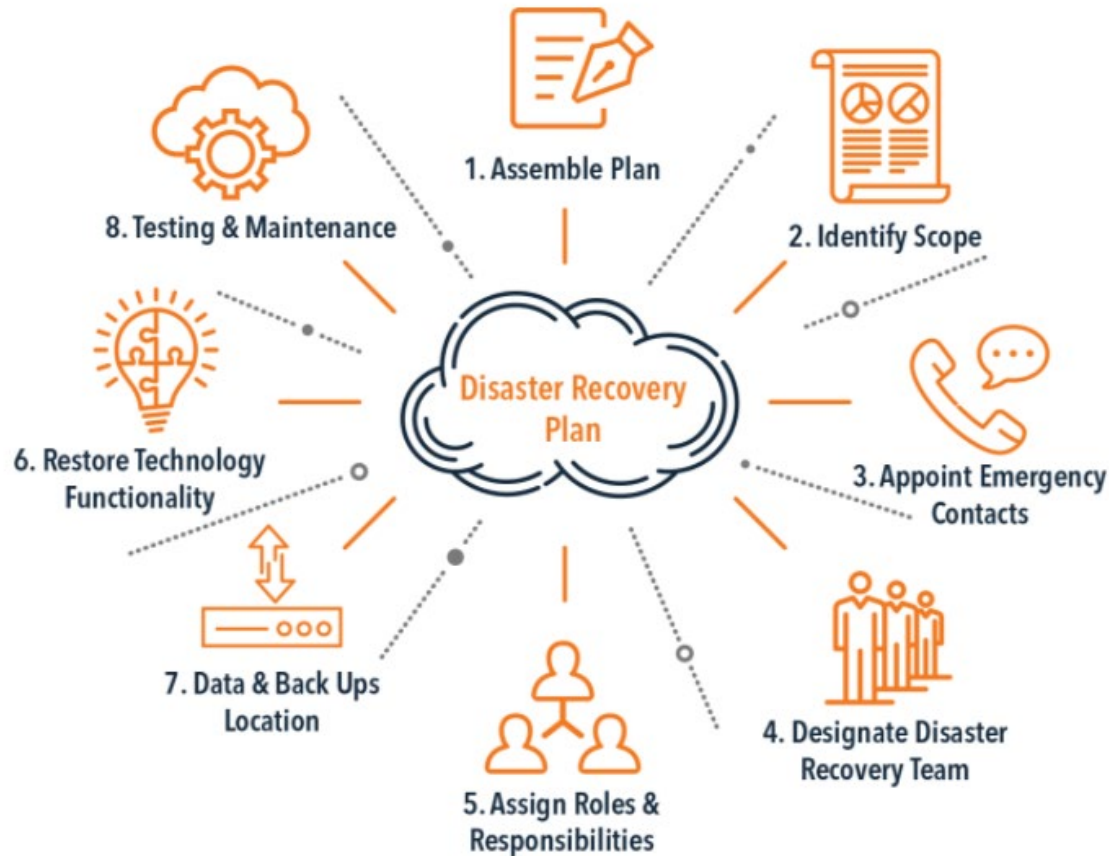 1. Assemble Plan
2. Identify Scope
3. Appoint Emergency
Contacts
4. Designate Disaster
Recovery Team
5. Assign Roles &
Responsibilities
7. Data & Back Ups
Location
6. Restore Technology
Functionality
8. Testing & Maintenance
Disaster Recovery
Plan